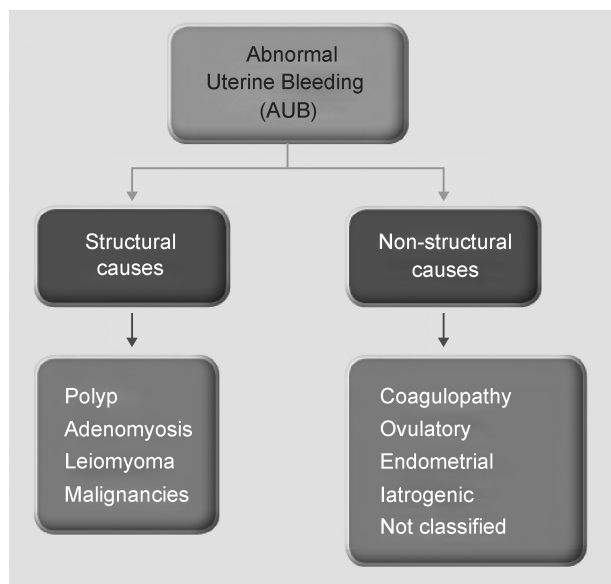 Abnormal
Uterine Bleeding
(AUB)
Structural
causes
Non-structural
causes
Polyp
Adenomyosis
Leiomyoma
Malignancies
Coagulopathy
Ovulatory
Endometrial
Iatrogenic
Not classified